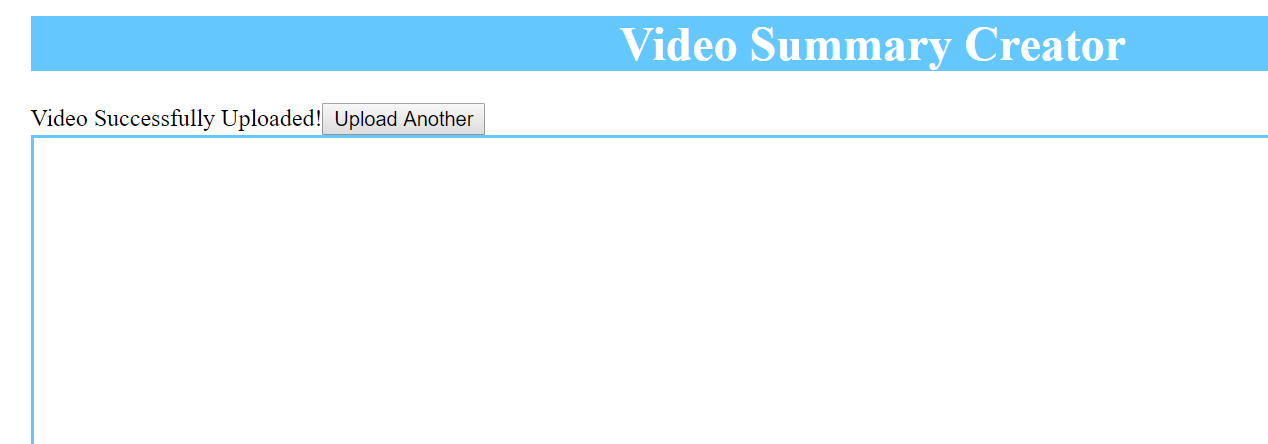 Video Summary Creator
Video Successfully Uploaded! Upload Another